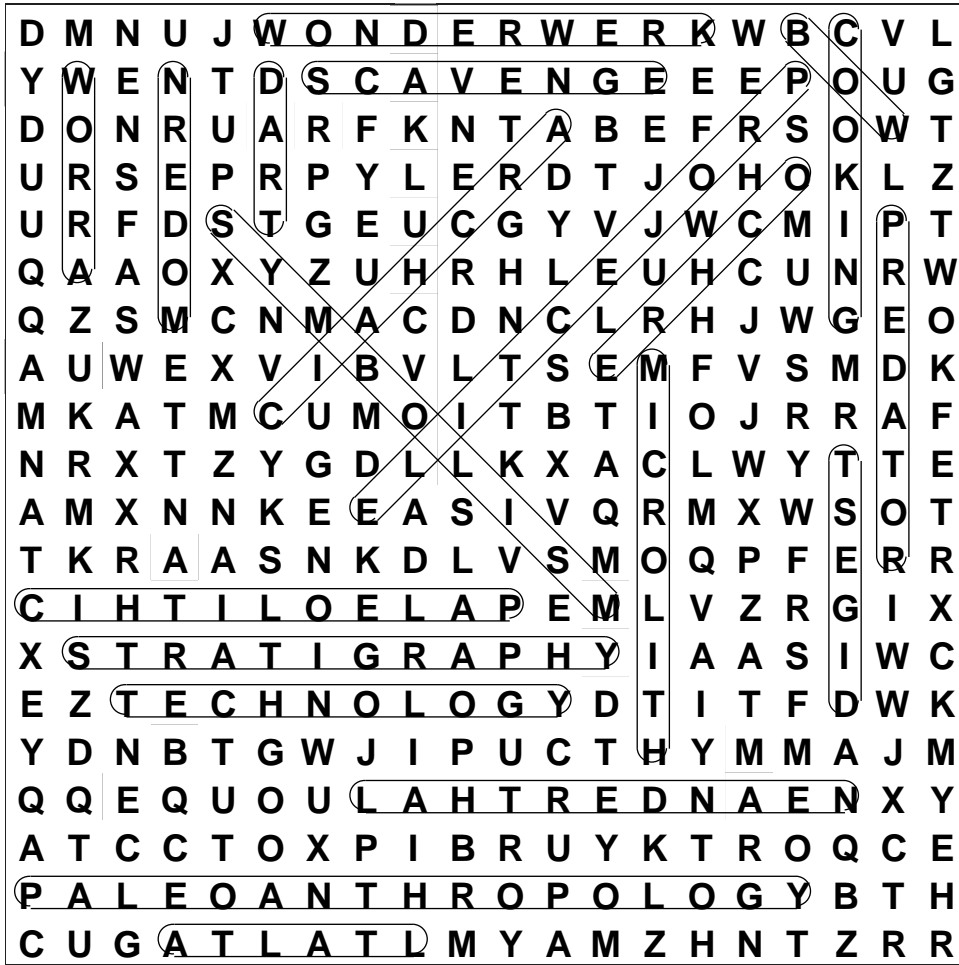 D M N U J W O N D E R W E R K W B C V L
Y W E N T D S C A V E N G E E E P O U G
D O N R U A R F K N T A B E F R S O W T
U R S E P R P Y L E R D T J O H O K L Z
U R F D S T G E U C G Y V J W C M I P T
Q A A O X Y Z U H R H L E U H C U N R W
Q Z S M C N M A C D N C L R H J W G E O
A U W E X V I B V L T S E M F V S M D K
M K A T M C U M O I T B T I O J R R A F
N R X T Z Y G D L L K X A C L W Y T T E
A M X N N K E E A S I V Q R M X W S O T
T K R A A S N K D L V S M O Q P F E R R
C I H T I L O E L A P E M L V Z R G I X
X S T R A T I G R A P H Y I A A S I W C
E Z T E C H N O L O G Y D T I T F D W K
Y D N B T G W J I P U C T H Y M M A J M
Q Q E Q U O U L A H T R E D N A E N X Y
A T C C T O X P I B R U Y K T R O Q C E
P A L E O A N T H R O P O L O G Y B T H
C U G A T L A T L M Y A M Z H N T Z R R